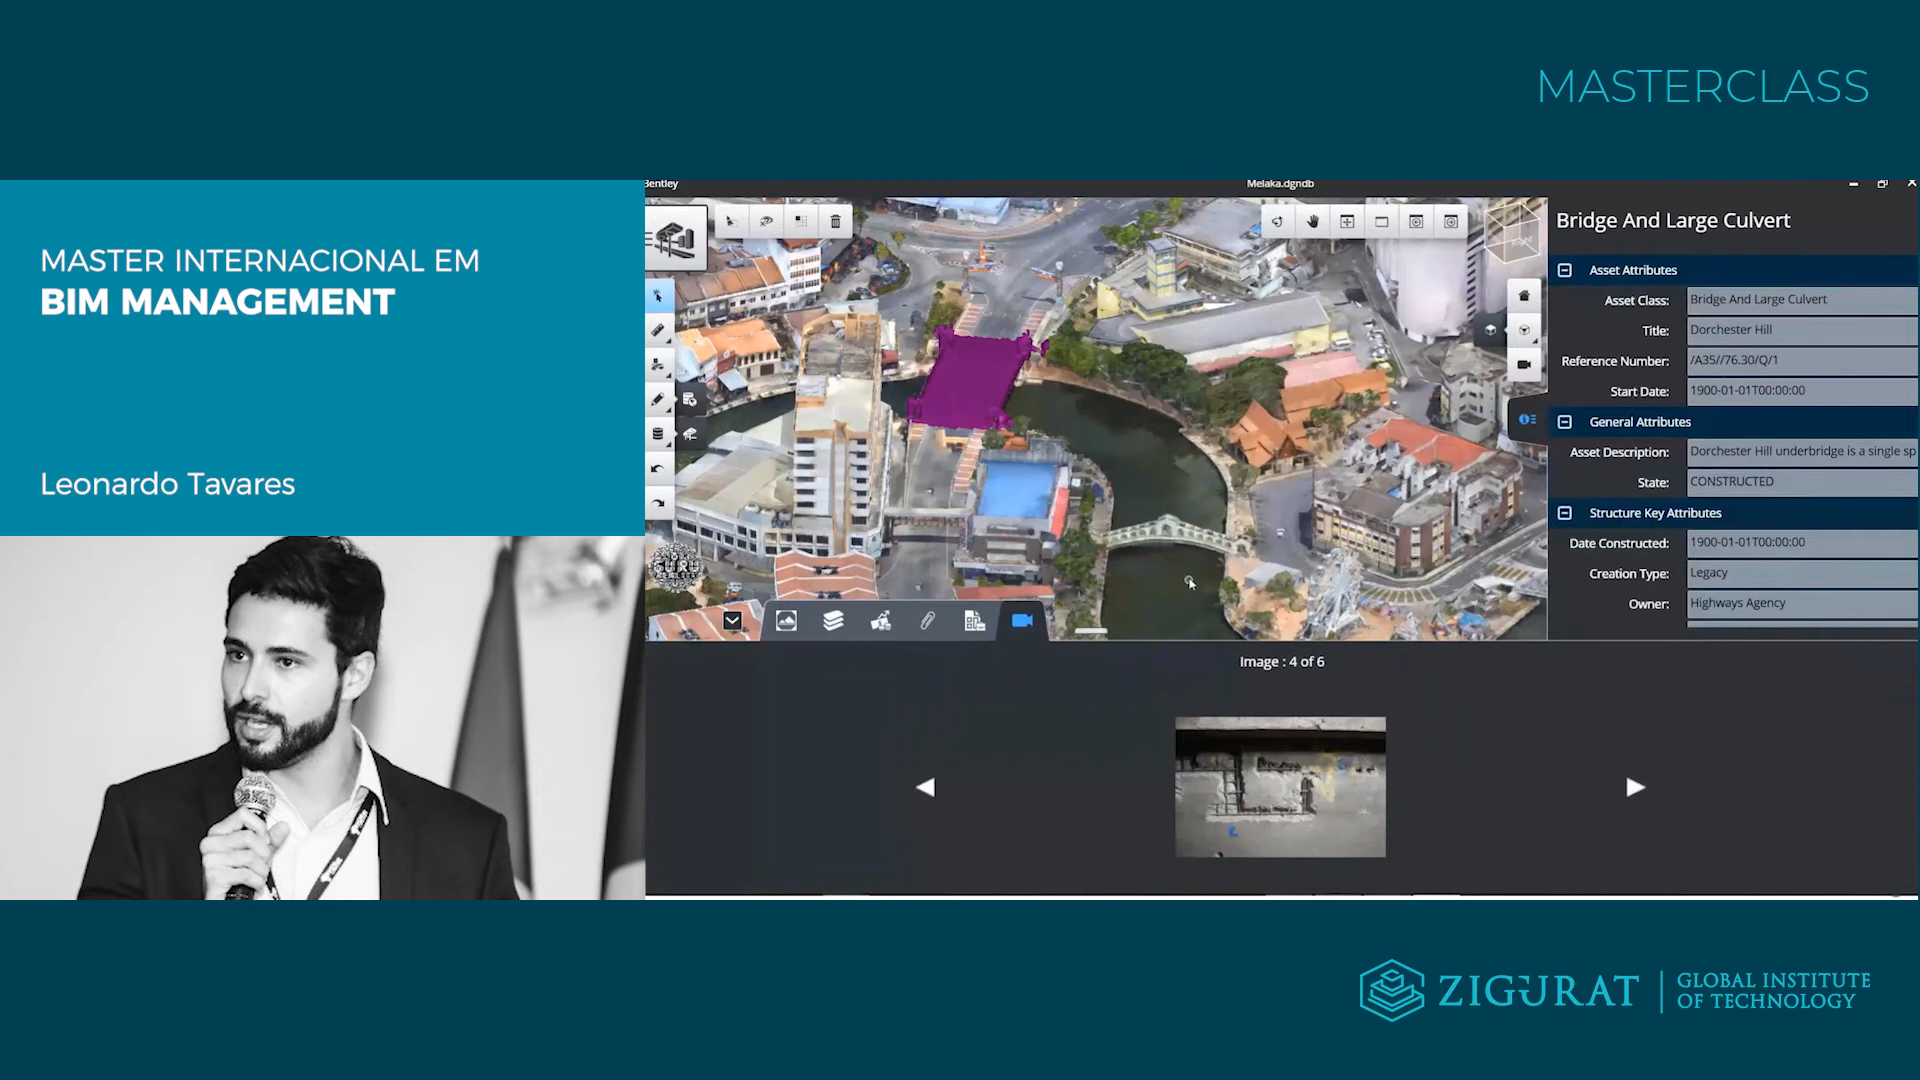 MASTERCLASS
MASTER INTERNACIONAL EM
BIM MANAGEMENT
Leonardo Tavares
Bentley
Melaka.dgndb
Bridge And Large Culvert
Asset Attributes
Asset Class: Bridge And Large Culvert
Title: Dorchester Hill
Reference Number: /A35//76.30/Q/1
Start Date: 1900-01-01T00:00:00
General Attributes
Asset Description: Dorchester Hill underbridge is a single sp
State: CONSTRUCTED
Structure Key Attributes
Date Constructed: 1900-01-01T00:00:00
Creation Type: Legacy
Owner: Highways Agency
Image : 4 of 6
ZIGURAT
GLOBAL INSTITUTE
OF TECHNOLOGY